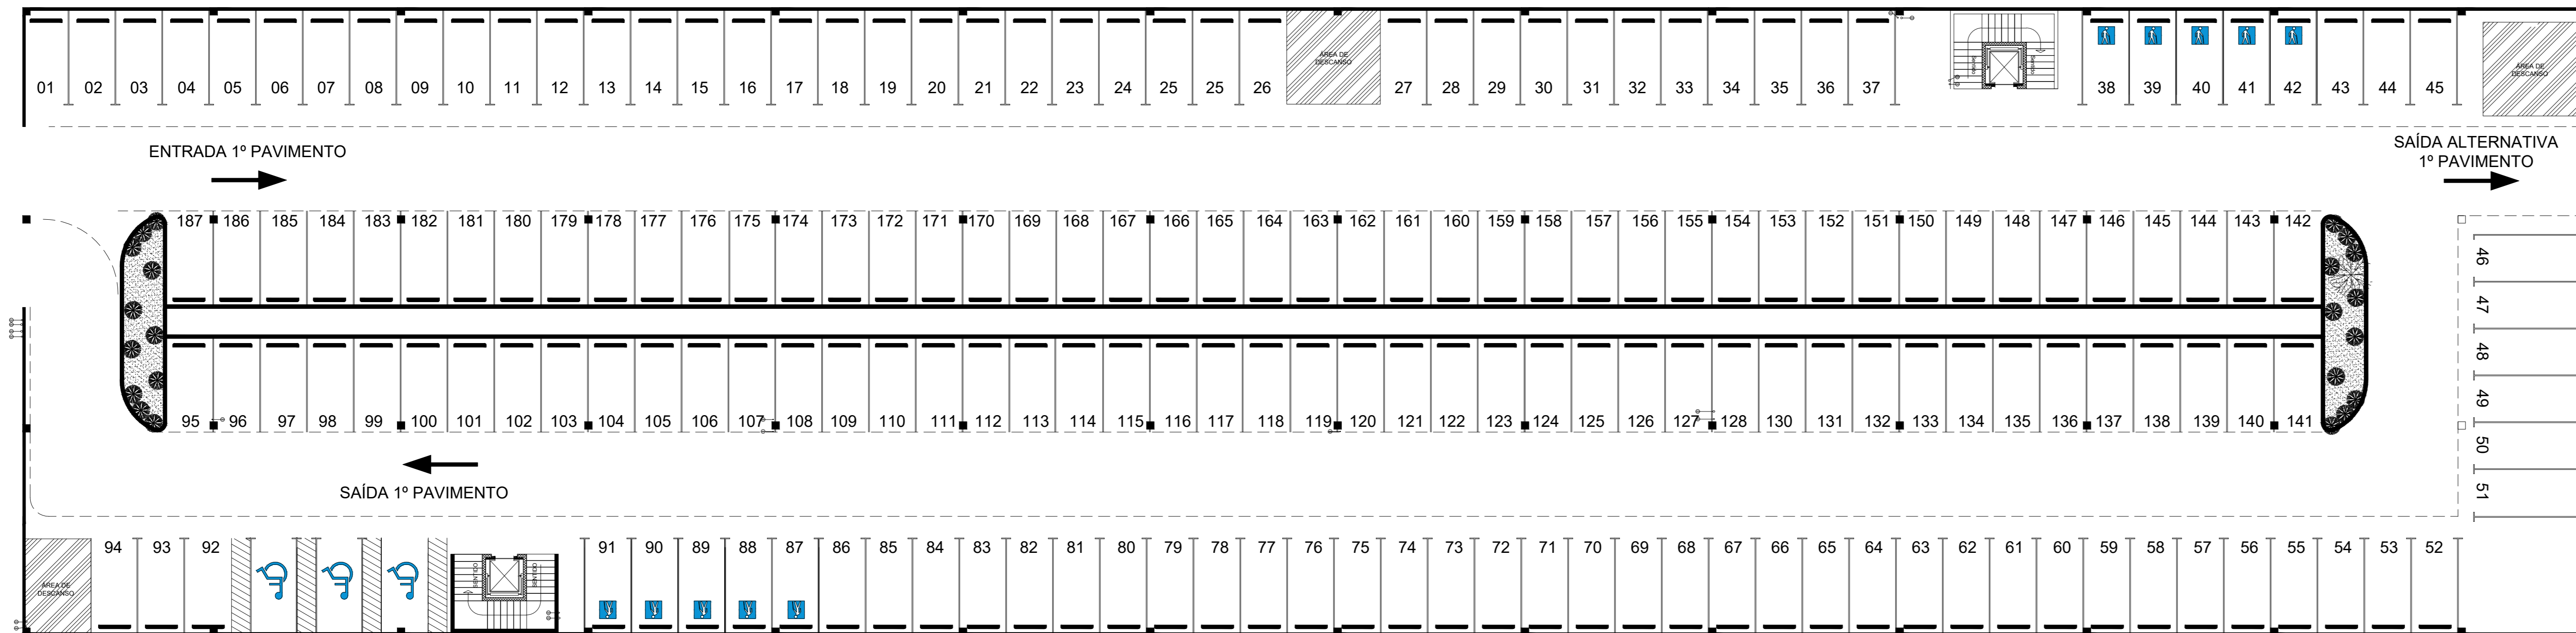 01 02 03 04 05 06 07 08 09 10 11 12 13 14 15 16 17 18 19 20 21 22 23 24 25 25 26 27 28 29 30 31 32 33 34 35 36 37 38 39 40 41 42 43 44 45
ÁREA DE
DESCANSO
SENTIDO
SENTIDO
ÁREA DE
DESCANSO
ENTRADA 1º PAVIMENTO
SAÍDA ALTERNATIVA
1º PAVIMENTO
187 186 185 184 183 182 181 180 179 178 177 176 175 174 173 172 171 170 169 168 167 166 165 164 163 162 161 160 159 158 157 156 155 154 153 152 151 150 149 148 147 146 145 144 143 142
46
47
48
49
50
51
95 96 97 98 99 100 101 102 103 104 105 106 107 108 109 110 111 112 113 114 115 116 117 118 119 120 121 122 123 124 125 126 127 128 130 131 132 133 134 135 136 137 138 139 140 141
SAÍDA 1º PAVIMENTO
94 93 92 91 90 89 88 87 86 85 84 83 82 81 80 79 78 77 76 75 74 73 72 71 70 69 68 67 66 65 64 63 62 61 60 59 58 57 56 55 54 53 52
ÁREA DE
DESCANSO
SENTIDO
SENTIDO